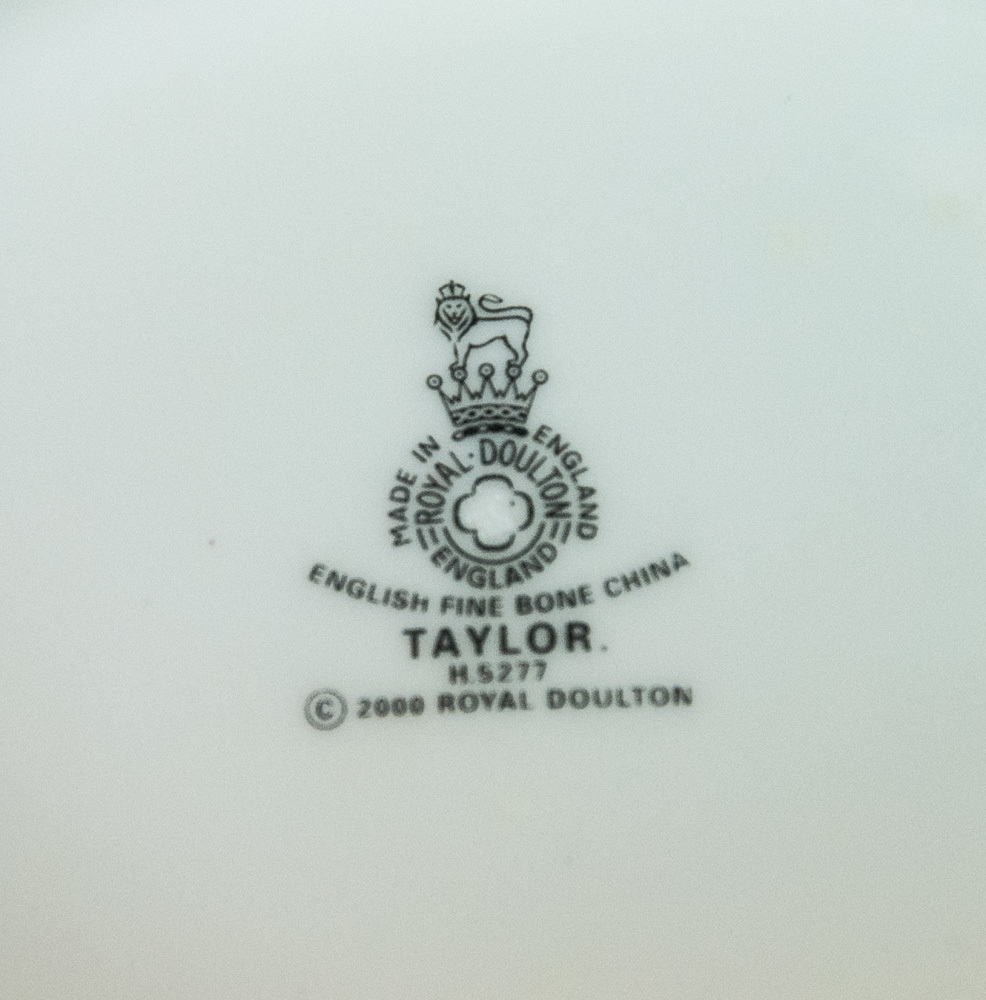 MADE IN ENGLAND
ROYAL · DOULTON
ENGLAND
ENGLISH FINE BONE CHINA
TAYLOR.
H.5277
© 2000 ROYAL DOULTON